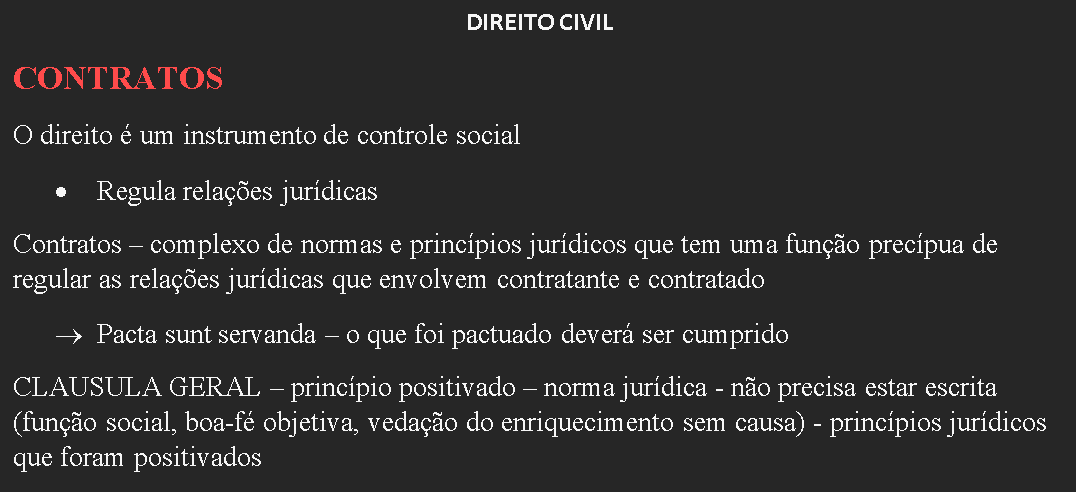 DIREITO CIVIL
CONTRATOS
O direito é um instrumento de controle social
• Regula relações jurídicas
Contratos – complexo de normas e princípios jurídicos que tem uma função precípua de
regular as relações jurídicas que envolvem contratante e contratado
→ Pacta sunt servanda – o que foi pactuado deverá ser cumprido
CLAUSULA GERAL – princípio positivado – norma jurídica - não precisa estar escrita
(função social, boa-fé objetiva, vedação do enriquecimento sem causa) - princípios jurídicos
que foram positivados